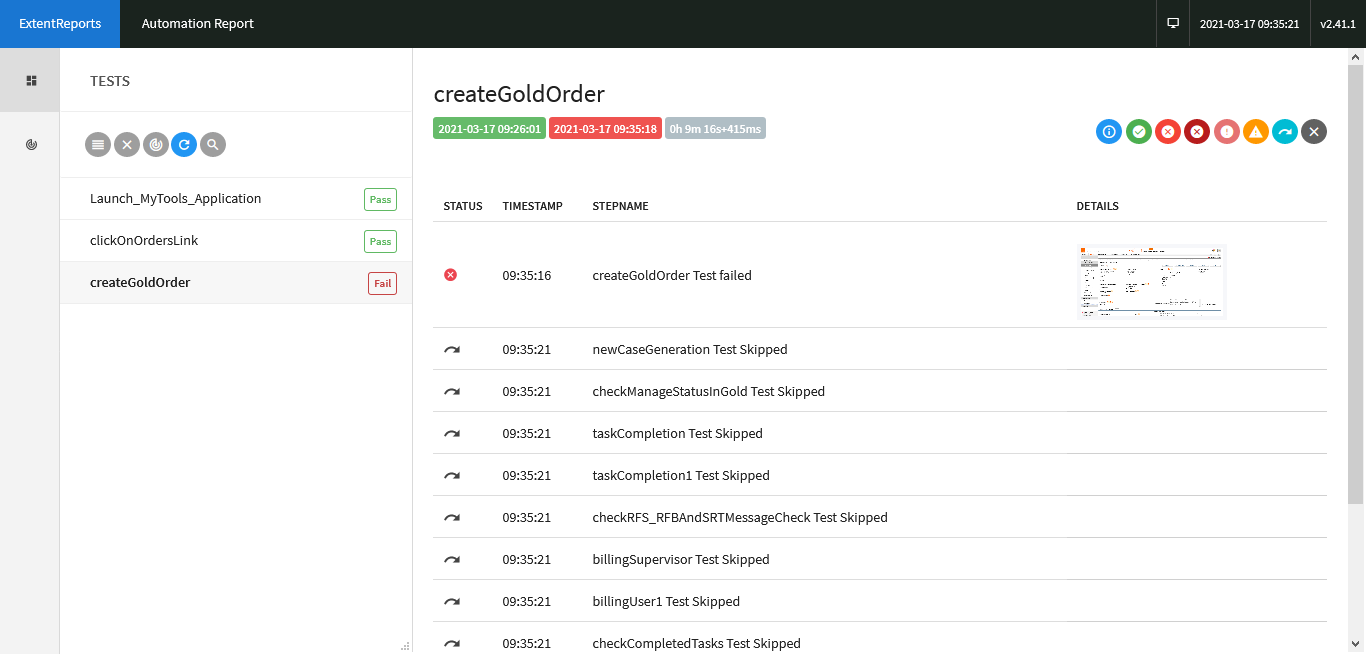 ExtentReports Automation Report 2021-03-17 09:35:21 v2.41.1
TESTS
Launch_MyTools_Application Pass
clickOnOrdersLink Pass
createGoldOrder Fail
createGoldOrder
2021-03-17 09:26:01 2021-03-17 09:35:18 0h 9m 16s+415ms
STATUS TIMESTAMP STEPNAME DETAILS
09:35:16 createGoldOrder Test failed
09:35:21 newCaseGeneration Test Skipped
09:35:21 checkManageStatusInGold Test Skipped
09:35:21 taskCompletion Test Skipped
09:35:21 taskCompletion1 Test Skipped
09:35:21 checkRFS_RFBAndSRTMessageCheck Test Skipped
09:35:21 billingSupervisor Test Skipped
09:35:21 billingUser1 Test Skipped
09:35:21 checkCompletedTasks Test Skipped